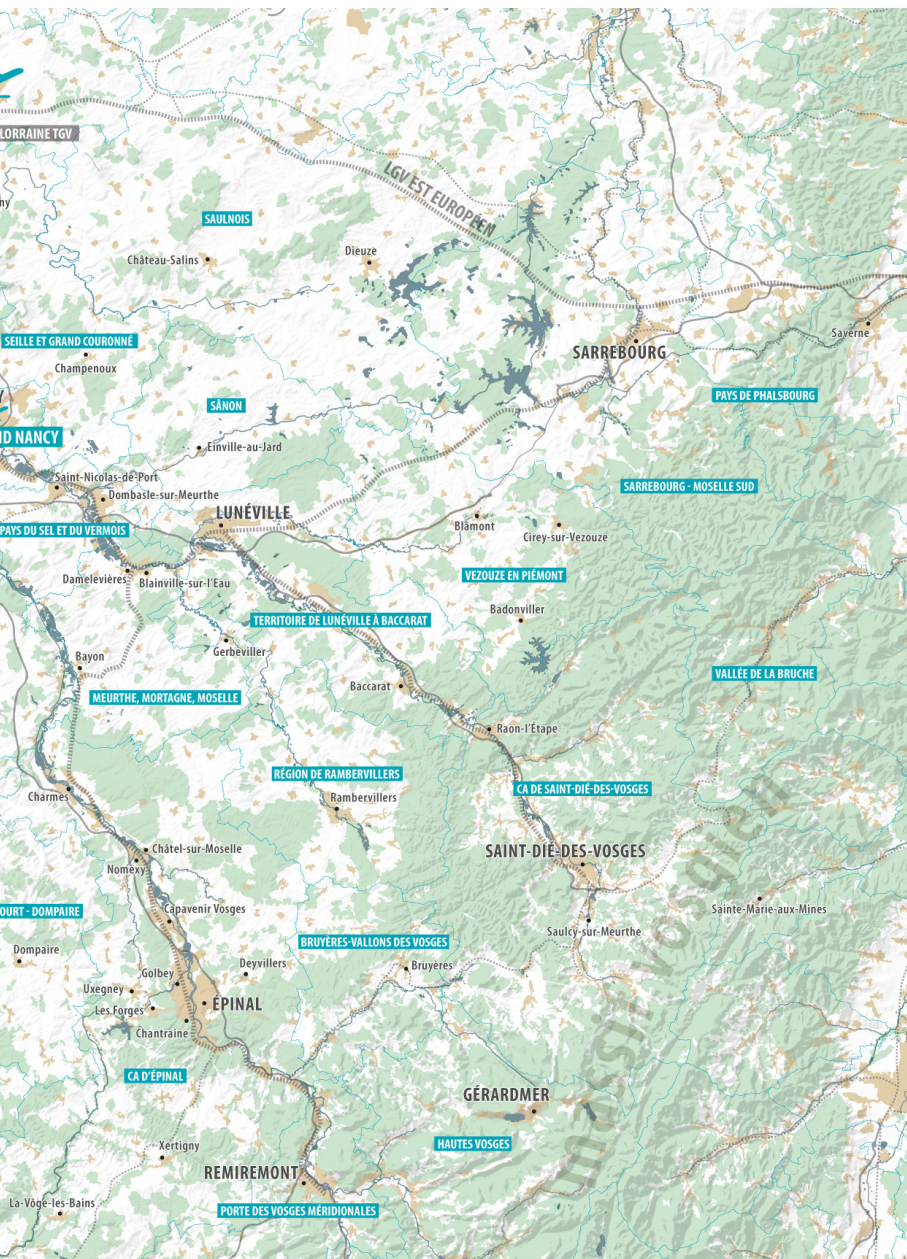 LORRAINE TGV
LGV EST EUROPÉEN
SAULNOIS
Château-Salins
Dieuze
SEILLE ET GRAND COURONNÉ
Champenoux
SARREBOURG
Saverne
PAYS DE PHALSBOURG
SÂNON
ND NANCY
Einville-au-Jard
Saint-Nicolas-de-Port
Dombasle-sur-Meurthe
SARREBOURG - MOSELLE SUD
LUNÉVILLE
PAYS DU SEL ET DU VERMOIS
Blâmont
Cirey-sur-Vezouze
Damelevières
Blainville-sur-l'Eau
VEZOUZE EN PIÉMONT
Badonviller
TERRITOIRE DE LUNÉVILLE À BACCARAT
Gerbéviller
Bayon
Baccarat
VALLÉE DE LA BRUCHE
MEURTHE, MORTAGNE, MOSELLE
Raon-l'Étape
RÉGION DE RAMBERVILLERS
CA DE SAINT-DIÉ-DES-VOSGES
Charmes
Rambervillers
Châtel-sur-Moselle
SAINT-DIÉ-DES-VOSGES
Nomexy
massif vosgien
OURT - DOMPAIRE
Capavenir Vosges
Sainte-Marie-aux-Mines
Saulcy-sur-Meurthe
BRUYÈRES-VALLONS DES VOSGES
Dompaire
Golbey
Deyvillers
Bruyères
Uxegney
Les Forges
ÉPINAL
Chantraine
CA D'ÉPINAL
GÉRARDMER
HAUTES VOSGES
Xertigny
REMIREMONT
La-Vôge-les-Bains
PORTE DES VOSGES MÉRIDIONALES